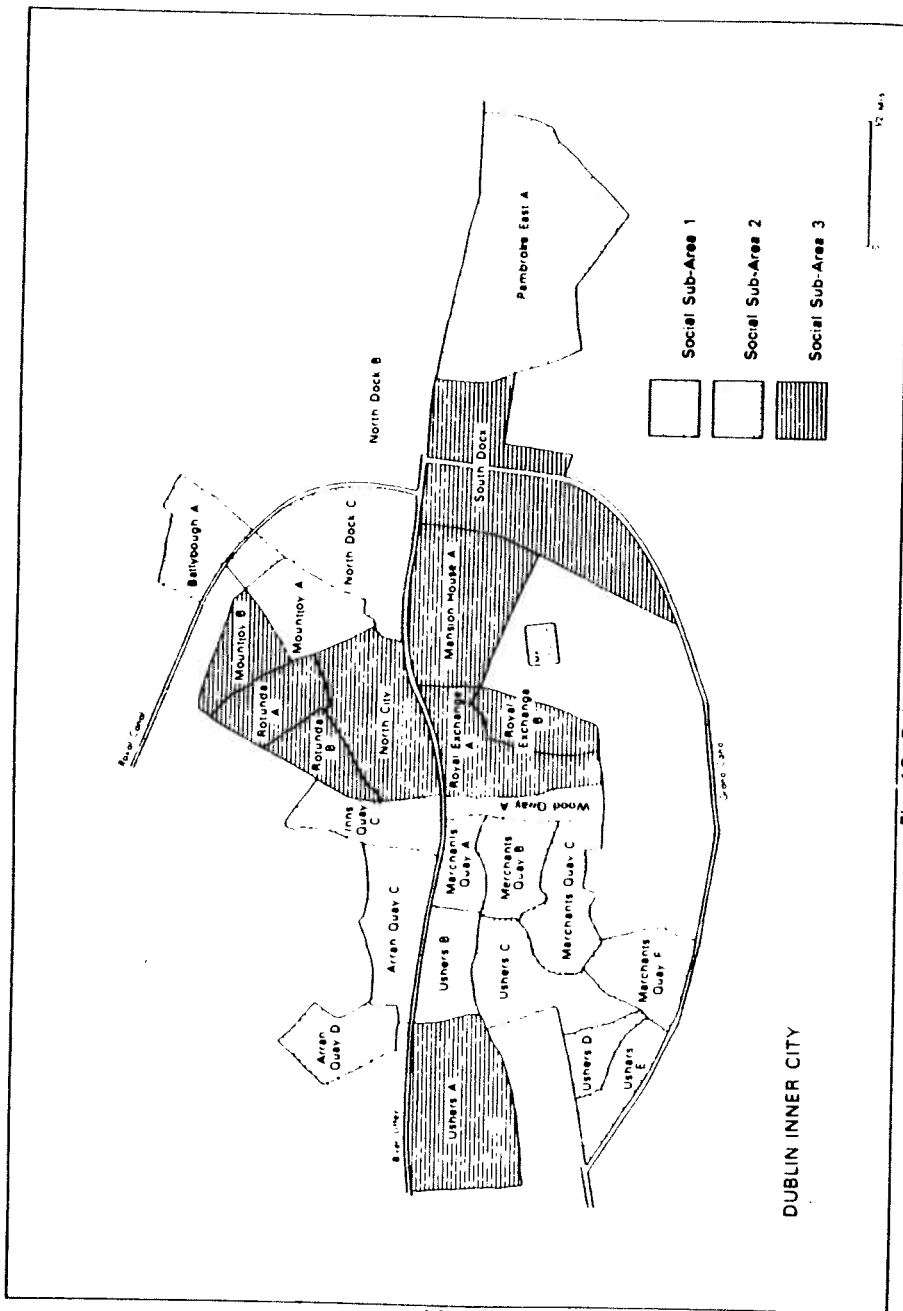 Royal Canal
Ballybough A
North Dock B
North Dock C
Mountjoy B
Mountjoy A
Rotunda
A
Rotunda
B
North City
Inns
Quay
C
Arran Quay C
Arran
Quay D
River
Ushers A
Ushers B
Ushers C
Ushers D
Ushers
E
Merchants
Quay A
Merchants
Quay B
Merchants Quay C
Merchants
Quay F
Wood Quay A
Royal Exchange
A
Royal
Exchange
B
Mansion House A
South Dock
Pembroke East A
Grand Canal
Social Sub-Area 1
Social Sub-Area 2
Social Sub-Area 3
DUBLIN INNER CITY